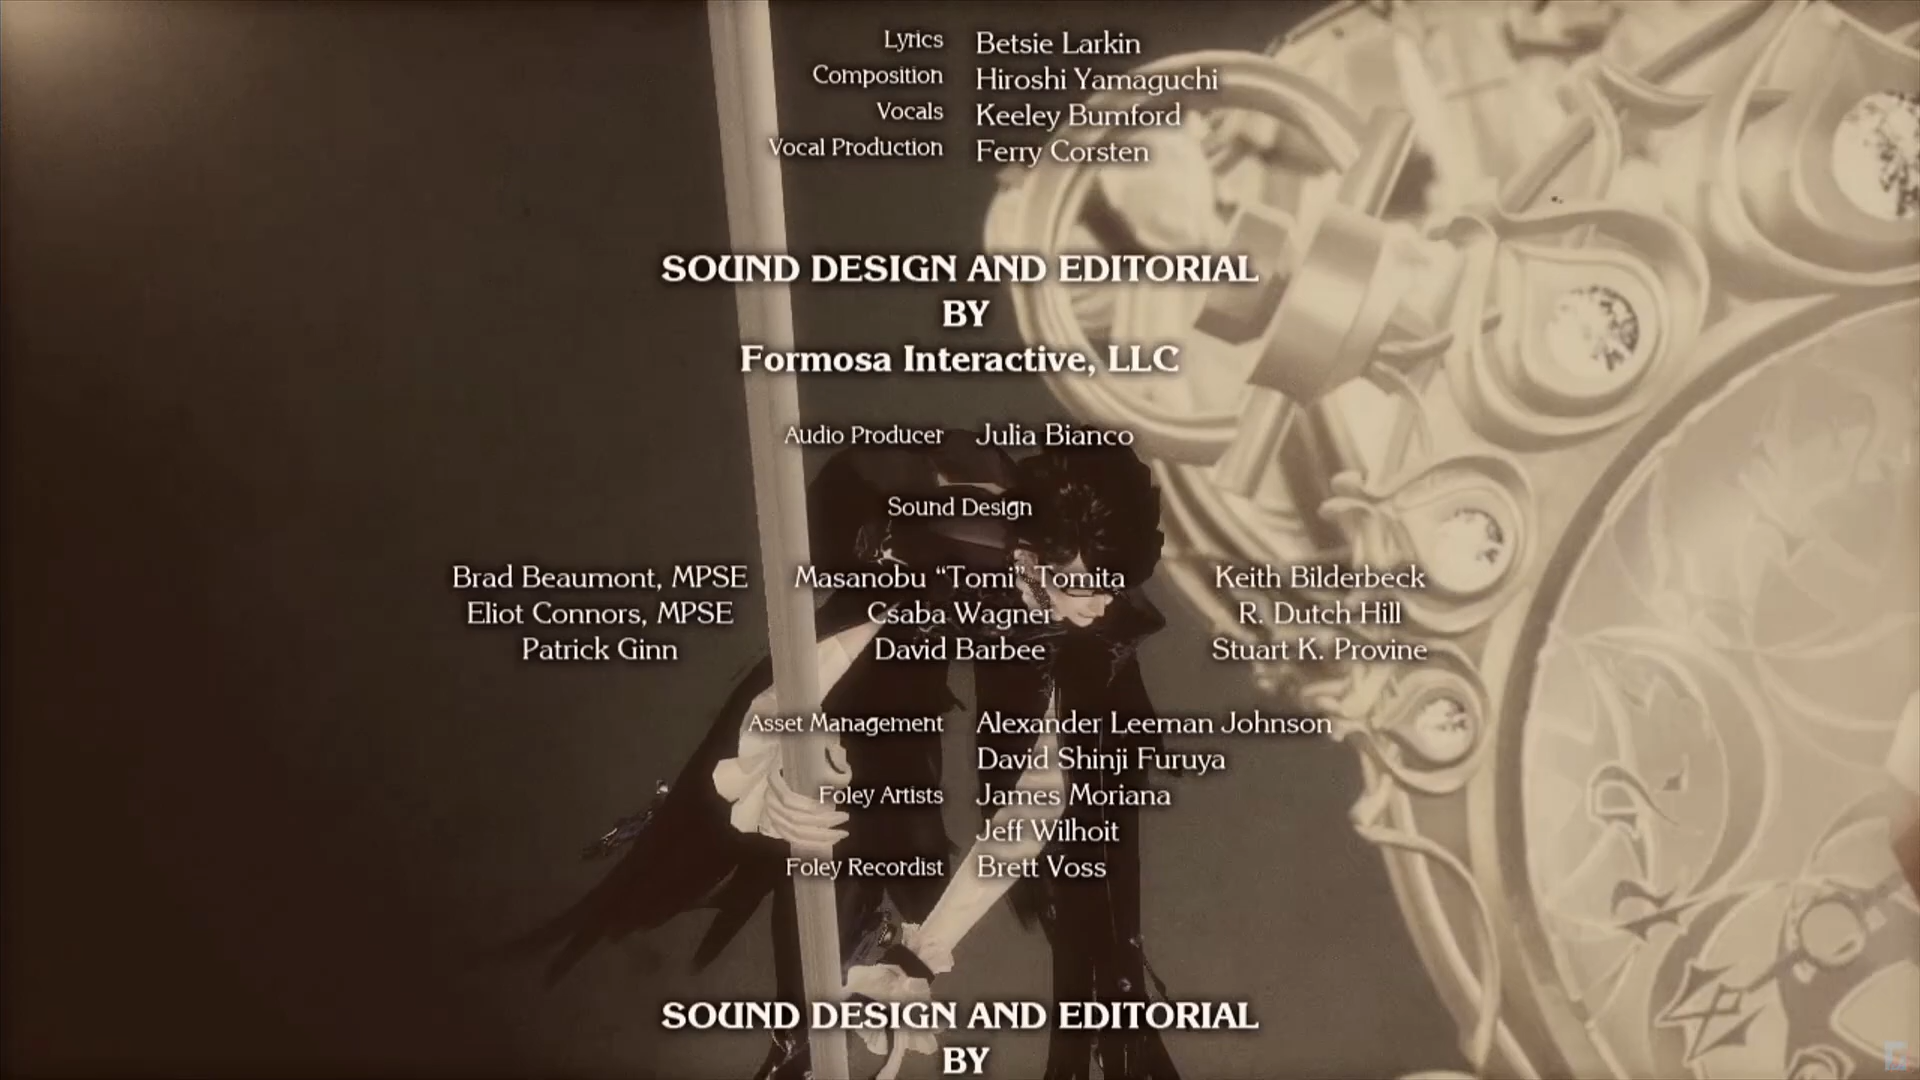 Lyrics Betsie Larkin
Composition Hiroshi Yamaguchi
Vocals Keeley Bumford
Vocal Production Ferry Corsten
SOUND DESIGN AND EDITORIAL
BY
Formosa Interactive, LLC
Audio Producer Julia Bianco
Sound Design
Brad Beaumont, MPSE Masanobu “Tomi” Tomita Keith Bilderbeck
Eliot Connors, MPSE Csaba Wagner R. Dutch Hill
Patrick Ginn David Barbee Stuart K. Provine
Asset Management Alexander Leeman Johnson
David Shinji Furuya
Foley Artists James Moriana
Jeff Wilhoit
Foley Recordist Brett Voss
SOUND DESIGN AND EDITORIAL
BY